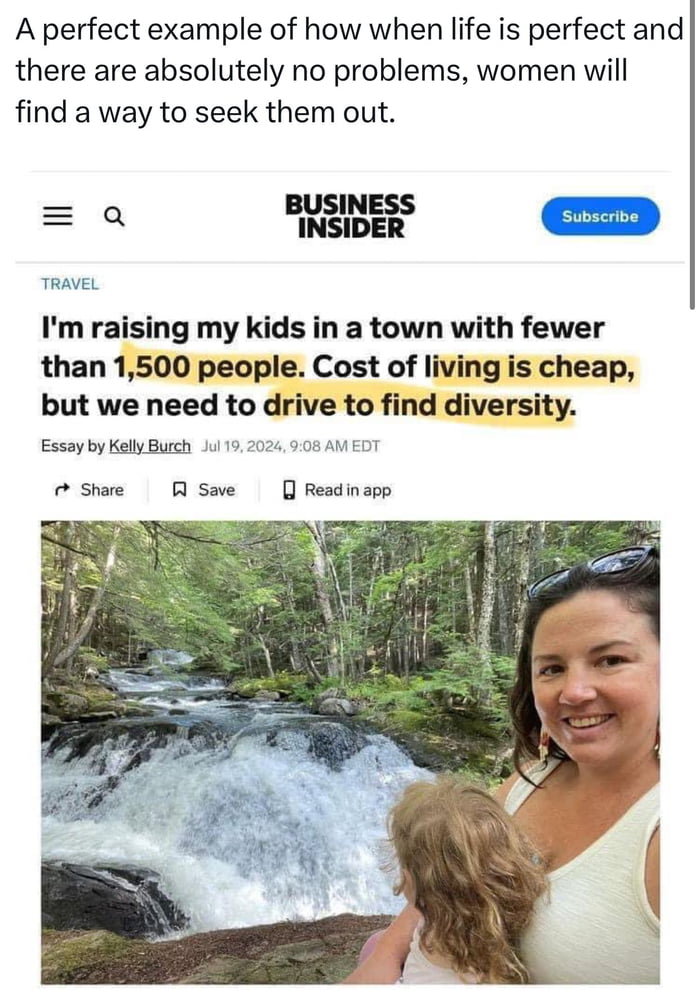 A perfect example of how when life is perfect and
there are absolutely no problems, women will
find a way to seek them out.
BUSINESS
INSIDER
Subscribe
TRAVEL
I'm raising my kids in a town with fewer
than 1,500 people. Cost of living is cheap,
but we need to drive to find diversity.
Essay by Kelly Burch Jul 19, 2024, 9:08 AM EDT
Share Save Read in app